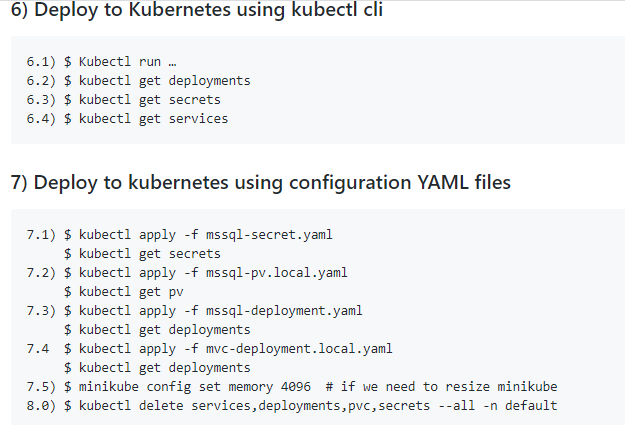 6) Deploy to Kubernetes using kubectl cli
6.1) $ Kubectl run …
6.2) $ kubectl get deployments
6.3) $ kubectl get secrets
6.4) $ kubectl get services
7) Deploy to kubernetes using configuration YAML files
7.1) $ kubectl apply -f mssql-secret.yaml
$ kubectl get secrets
7.2) $ kubectl apply -f mssql-pv.local.yaml
$ kubectl get pv
7.3) $ kubectl apply -f mssql-deployment.yaml
$ kubectl get deployments
7.4 $ kubectl apply -f mvc-deployment.local.yaml
$ kubectl get deployments
7.5) $ minikube config set memory 4096 # if we need to resize minikube
8.0) $ kubectl delete services,deployments,pvc,secrets --all -n default